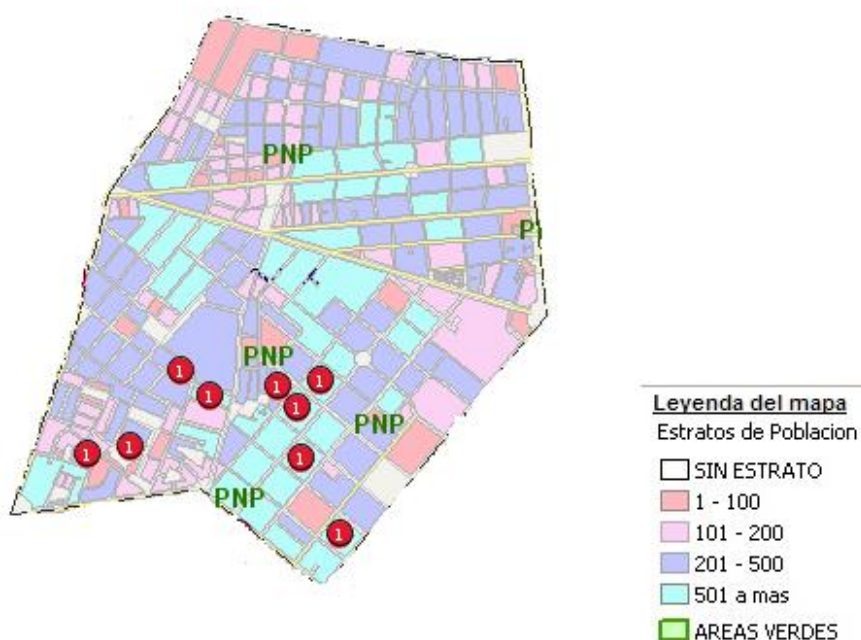 PNP
P
PNP
1
1
1
1
1
PNP
1
1
1
PNP
1
Leyenda del mapa
Estratos de Poblacion
SIN ESTRATO
1 - 100
101 - 200
201 - 500
501 a mas
AREAS VERDES